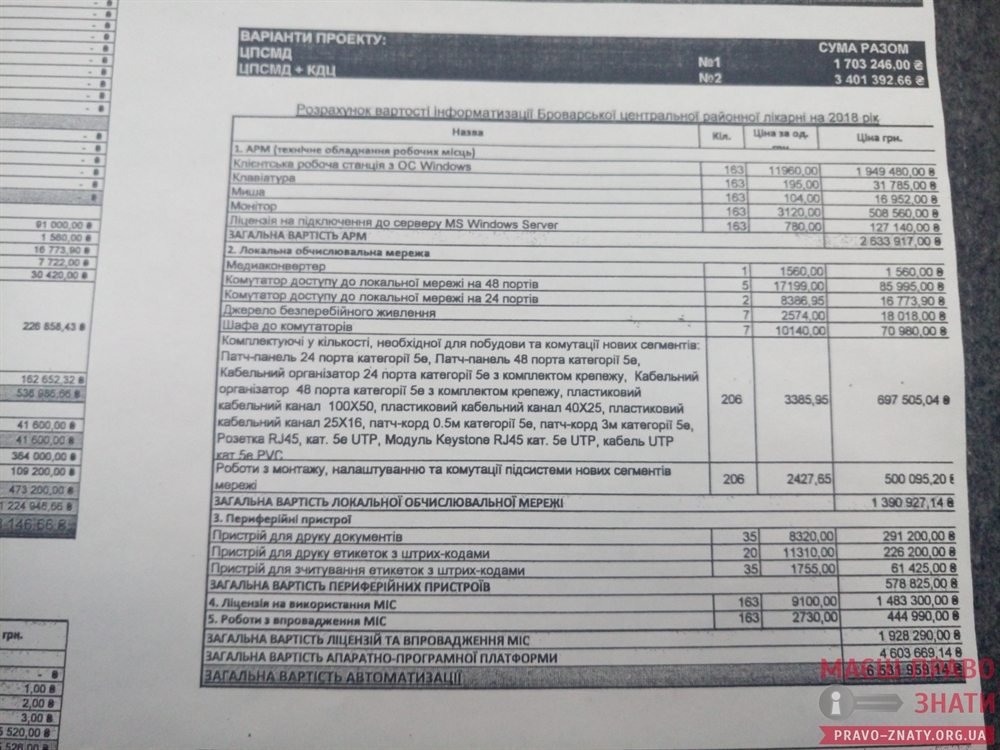 91 000,00 ₴
1 560,00 ₴
16 773,90 ₴
7 722,00 ₴
30 420,00 ₴
226 858,43 ₴
162 652,32 ₴
41 600,00 ₴
41 600,00 ₴
364 000,00 ₴
109 200,00 ₴
473 200,00 ₴
грн.
1,00 ₴
2,00 ₴
3,00 ₴
ВАРІАНТИ ПРОЕКТУ: СУМА РАЗОМ
ЦПСМД №1 1 703 246,00 ₴
ЦПСМД + КДЦ №2 3 401 392.66 ₴
Розрахунок вартості інформатизації Броварської центральної районної лікарні на 2018 рік
Назва Кіл. Ціна за од. грн. Ціна грн.
1. АРМ (технічне обладнання робочих місць)
Клієнтська робоча станція з ОС Windows 163 11960,00 1 949 480,00 ₴
Клавіатура 163 195,00 31 785,00 ₴
Миша 163 104,00 16 952,00 ₴
Монітор 163 3120,00 508 560,00 ₴
Ліцензія на підключення до серверу MS Windows Server 163 780,00 127 140,00 ₴
ЗАГАЛЬНА ВАРТІСТЬ АРМ 2 633 917,00 ₴
2. Локальна обчислювальна мережа
Медиаконвертер 1 1560,00 1 560,00 ₴
Комутатор доступу до локальної мережі на 48 портів 5 17199,00 85 995,00 ₴
Комутатор доступу до локальної мережі на 24 портів 2 8386,95 16 773,90 ₴
Джерело безперебійного живлення 7 2574,00 18 018,00 ₴
Шафа до комутаторів 7 10140,00 70 980,00 ₴
Комплектуючі у кількості, необхідної для побудови та комутації нових сегментів:
Патч-панель 24 порта категорії 5е, Патч-панель 48 порта категорії 5е,
Кабельний організатор 24 порта категорії 5е з комплектом крепежу, Кабельний
організатор 48 порта категорії 5е з комплектом крепежу, пластиковий
кабельний канал 100Х50, пластиковий кабельний канал 40Х25, пластиковий 206 3385,95 697 505,04 ₴
кабельний канал 25Х16, патч-корд 0.5м категорії 5е, патч-корд 3м категорії 5е,
Розетка RJ45, кат. 5е UTP, Модуль Keystone RJ45 кат. 5е UTP, кабель UTP
кат 5е PVC
Роботи з монтажу, налаштуванню та комутації підсистеми нових сегментів
мережі 206 2427,65 500 095,20 ₴
ЗАГАЛЬНА ВАРТІСТЬ ЛОКАЛЬНОЇ ОБЧИСЛЮВАЛЬНОЇ МЕРЕЖІ 1 390 927,14 ₴
3. Периферійні пристрої
Пристрій для друку документів 35 8320,00 291 200,00 ₴
Пристрій для друку етикеток з штрих-кодами 20 11310,00 226 200,00 ₴
Пристрій для зчитування етикеток з штрих-кодами 35 1755,00 61 425,00 ₴
ЗАГАЛЬНА ВАРТІСТЬ ПЕРИФЕРІЙНИХ ПРИСТРОЇВ 578 825,00 ₴
4. Ліцензія на використання МІС 163 9100,00 1 483 300,00 ₴
5. Роботи з впровадження МІС 163 2730,00 444 990,00 ₴
ЗАГАЛЬНА ВАРТІСТЬ ЛІЦЕНЗІЙ ТА ВПРОВАДЖЕННЯ МІС 1 928 290,00 ₴
ЗАГАЛЬНА ВАРТІСТЬ АПАРАТНО-ПРОГРАМНОЇ ПЛАТФОРМИ 4 603 669,14 ₴
ЗАГАЛЬНА ВАРТІСТЬ АВТОМАТИЗАЦІЇ
МАЄШ ПРАВО
ЗНАТИ
PRAVO-ZNATY.ORG.UA